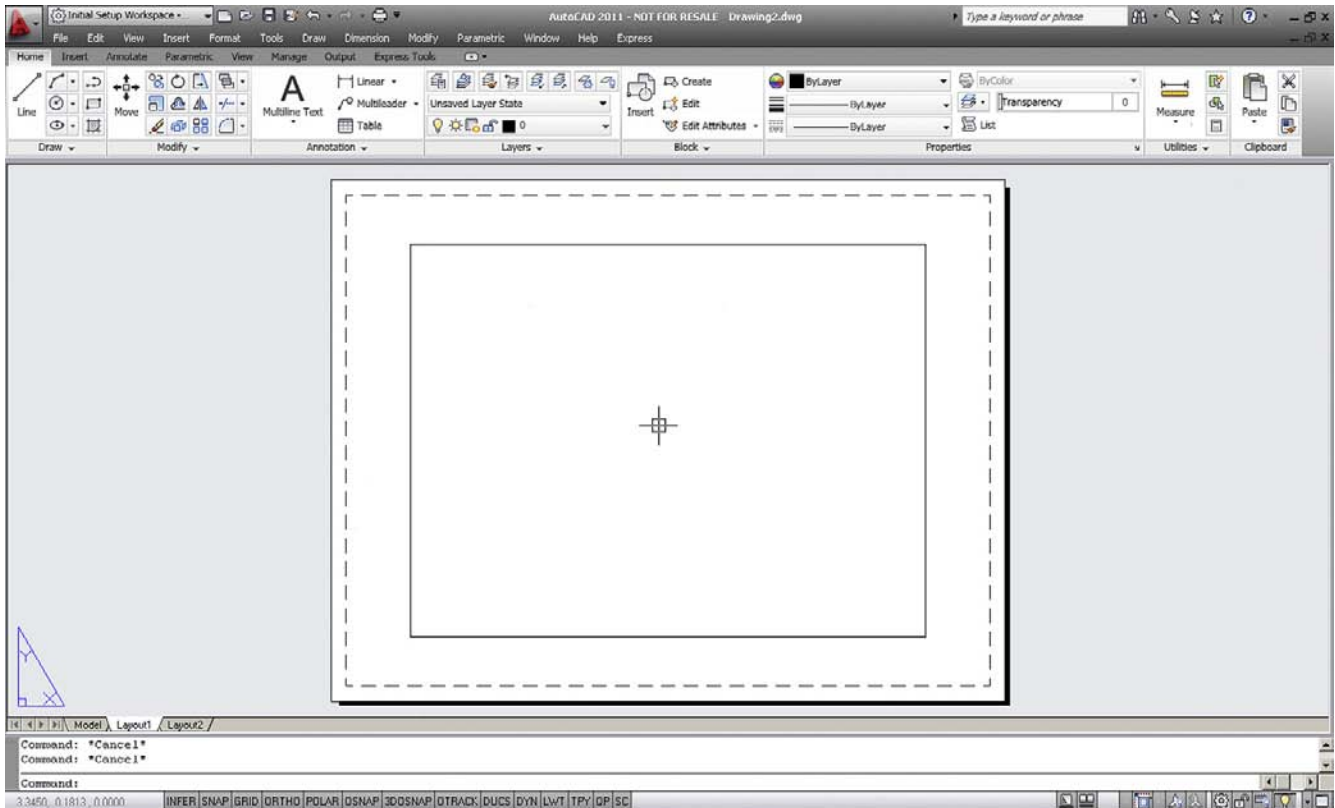 Initial Setup Workspace
AutoCAD 2011 - NOT FOR RESALE Drawing2.dwg
Type a keyword or phrase
File Edit View Insert Format Tools Draw Dimension Modify Parametric Window Help Express
Home Insert Annotate Parametric View Manage Output Express Tools
Line
Move
A
Multiline Text
Linear
Multileader
Table
Unsaved Layer State
0
Insert
Create
Edit
Edit Attributes
ByLayer
ByLayer
ByLayer
ByColor
Transparency 0
List
Measure
Paste
Draw Modify Annotation Layers Block Properties Utilities Clipboard
Y
X
Model Layout1 Layout2
Command: *Cancel*
Command: *Cancel*
Command:
3.3450, 0.1813, 0.0000 INFER SNAP GRID ORTHO POLAR OSNAP 3DOSNAP OTRACK DUCS DYN LWT TPY QP SC